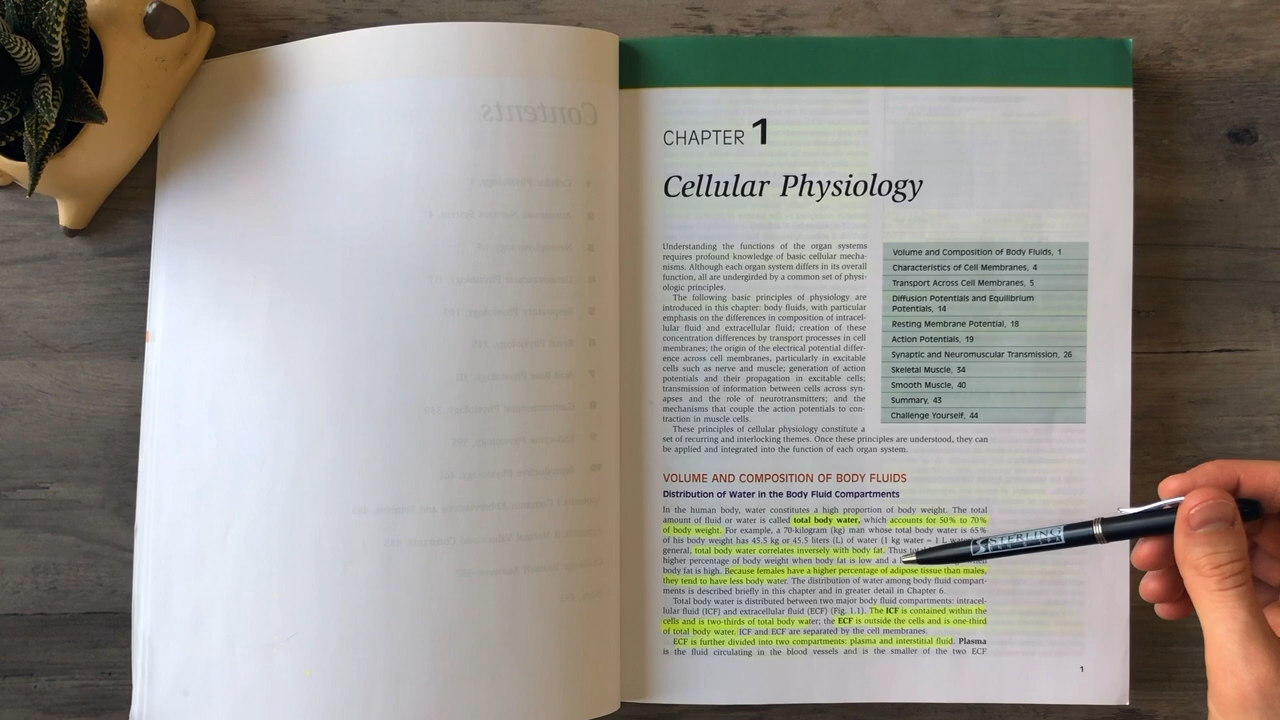 Contents
CHAPTER 1
Cellular Physiology
Understanding the functions of the organ systems
requires profound knowledge of basic cellular mecha-
nisms. Although each organ system differs in its overall
function, all are undergirded by a common set of physi-
ologic principles.
The following basic principles of physiology are
introduced in this chapter: body fluids, with particular
emphasis on the differences in composition of intracel-
lular fluid and extracellular fluid; creation of these
concentration differences by transport processes in cell
membranes; the origin of the electrical potential differ-
ence across cell membranes, particularly in excitable
cells such as nerve and muscle; generation of action
potentials and their propagation in excitable cells;
transmission of information between cells across syn-
apses and the role of neurotransmitters; and the
mechanisms that couple the action potentials to con-
traction in muscle cells.
These principles of cellular physiology constitute a
set of recurring and interlocking themes. Once these principles are understood, they can
be applied and integrated into the function of each organ system.
Volume and Composition of Body Fluids, 1
Characteristics of Cell Membranes, 4
Transport Across Cell Membranes, 5
Diffusion Potentials and Equilibrium
Potentials, 14
Resting Membrane Potential, 18
Action Potentials, 19
Synaptic and Neuromuscular Transmission, 26
Skeletal Muscle, 34
Smooth Muscle, 40
Summary, 43
Challenge Yourself, 44
VOLUME AND COMPOSITION OF BODY FLUIDS
Distribution of Water in the Body Fluid Compartments
In the human body, water constitutes a high proportion of body weight. The total
amount of fluid or water is called total body water, which accounts for 50% to 70%
of body weight. For example, a 70-kilogram (kg) man whose total body water is 65%
of his body weight has 45.5 kg or 45.5 liters (L) of water (1 kg water = 1 L
general, total body water correlates inversely with body fat. Thus
higher percentage of body weight when body fat is low and a
body fat is high. Because females have a higher percentage of adipose tissue than males,
they tend to have less body water. The distribution of water among body fluid compart-
ments is described briefly in this chapter and in greater detail in Chapter 6.
Total body water is distributed between two major body fluid compartments: intracel-
lular fluid (ICF) and extracellular fluid (ECF) (Fig. 1.1). The ICF is contained within the
cells and is two-thirds of total body water; the ECF is outside the cells and is one-third
of total body water. ICF and ECF are separated by the cell membranes.
ECF is further divided into two compartments: plasma and interstitial fluid. Plasma
is the fluid circulating in the blood vessels and is the smaller of the two ECF
1
STERLING